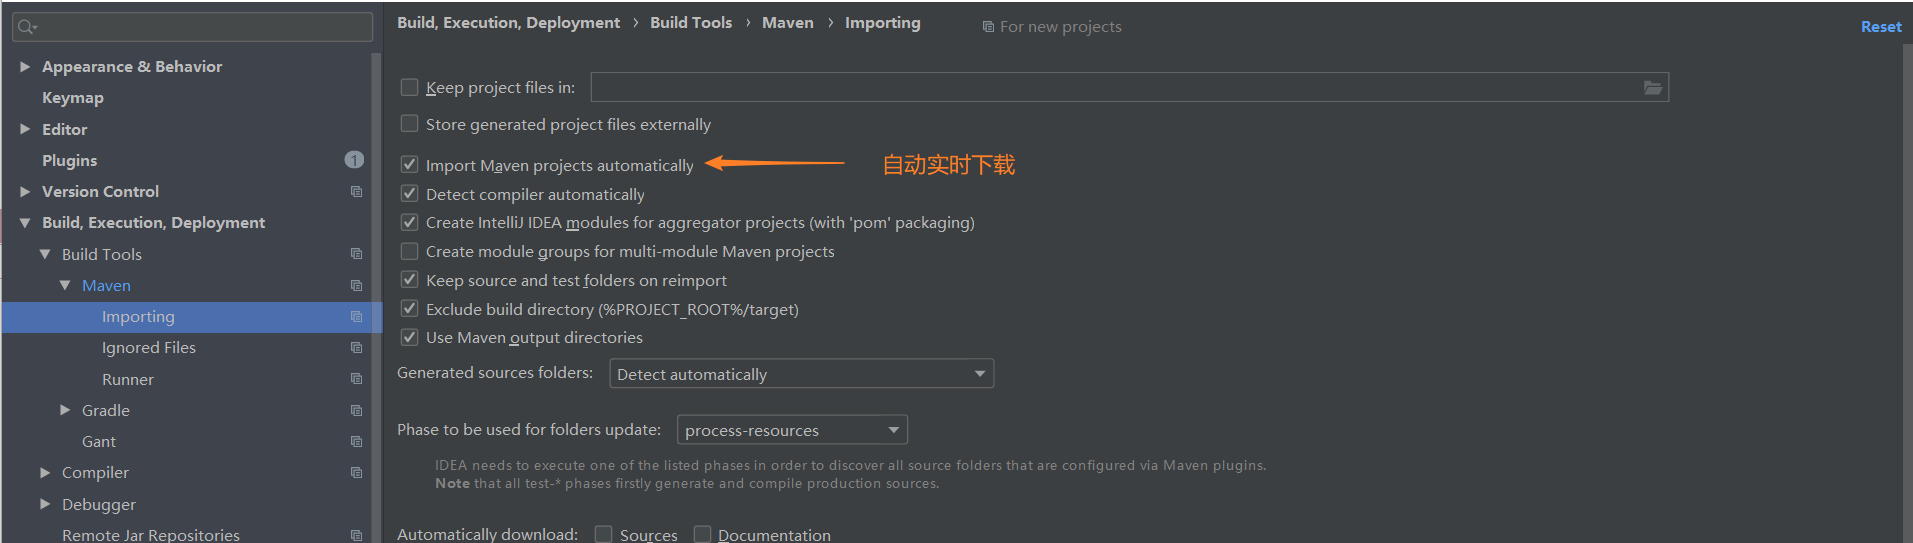 Build, Execution, Deployment › Build Tools › Maven › Importing
For new projects
Reset
Appearance & Behavior
Keymap
Editor
Plugins 1
Version Control
Build, Execution, Deployment
Build Tools
Maven
Importing
Ignored Files
Runner
Gradle
Gant
Compiler
Debugger
Remote Jar Repositories
Keep project files in:
Store generated project files externally
Import Maven projects automatically
自动实时下载
Detect compiler automatically
Create IntelliJ IDEA modules for aggregator projects (with 'pom' packaging)
Create module groups for multi-module Maven projects
Keep source and test folders on reimport
Exclude build directory (%PROJECT_ROOT%/target)
Use Maven output directories
Generated sources folders: Detect automatically
Phase to be used for folders update: process-resources
IDEA needs to execute one of the listed phases in order to discover all source folders that are configured via Maven plugins.
Note that all test-* phases firstly generate and compile production sources.
Automatically download: Sources Documentation